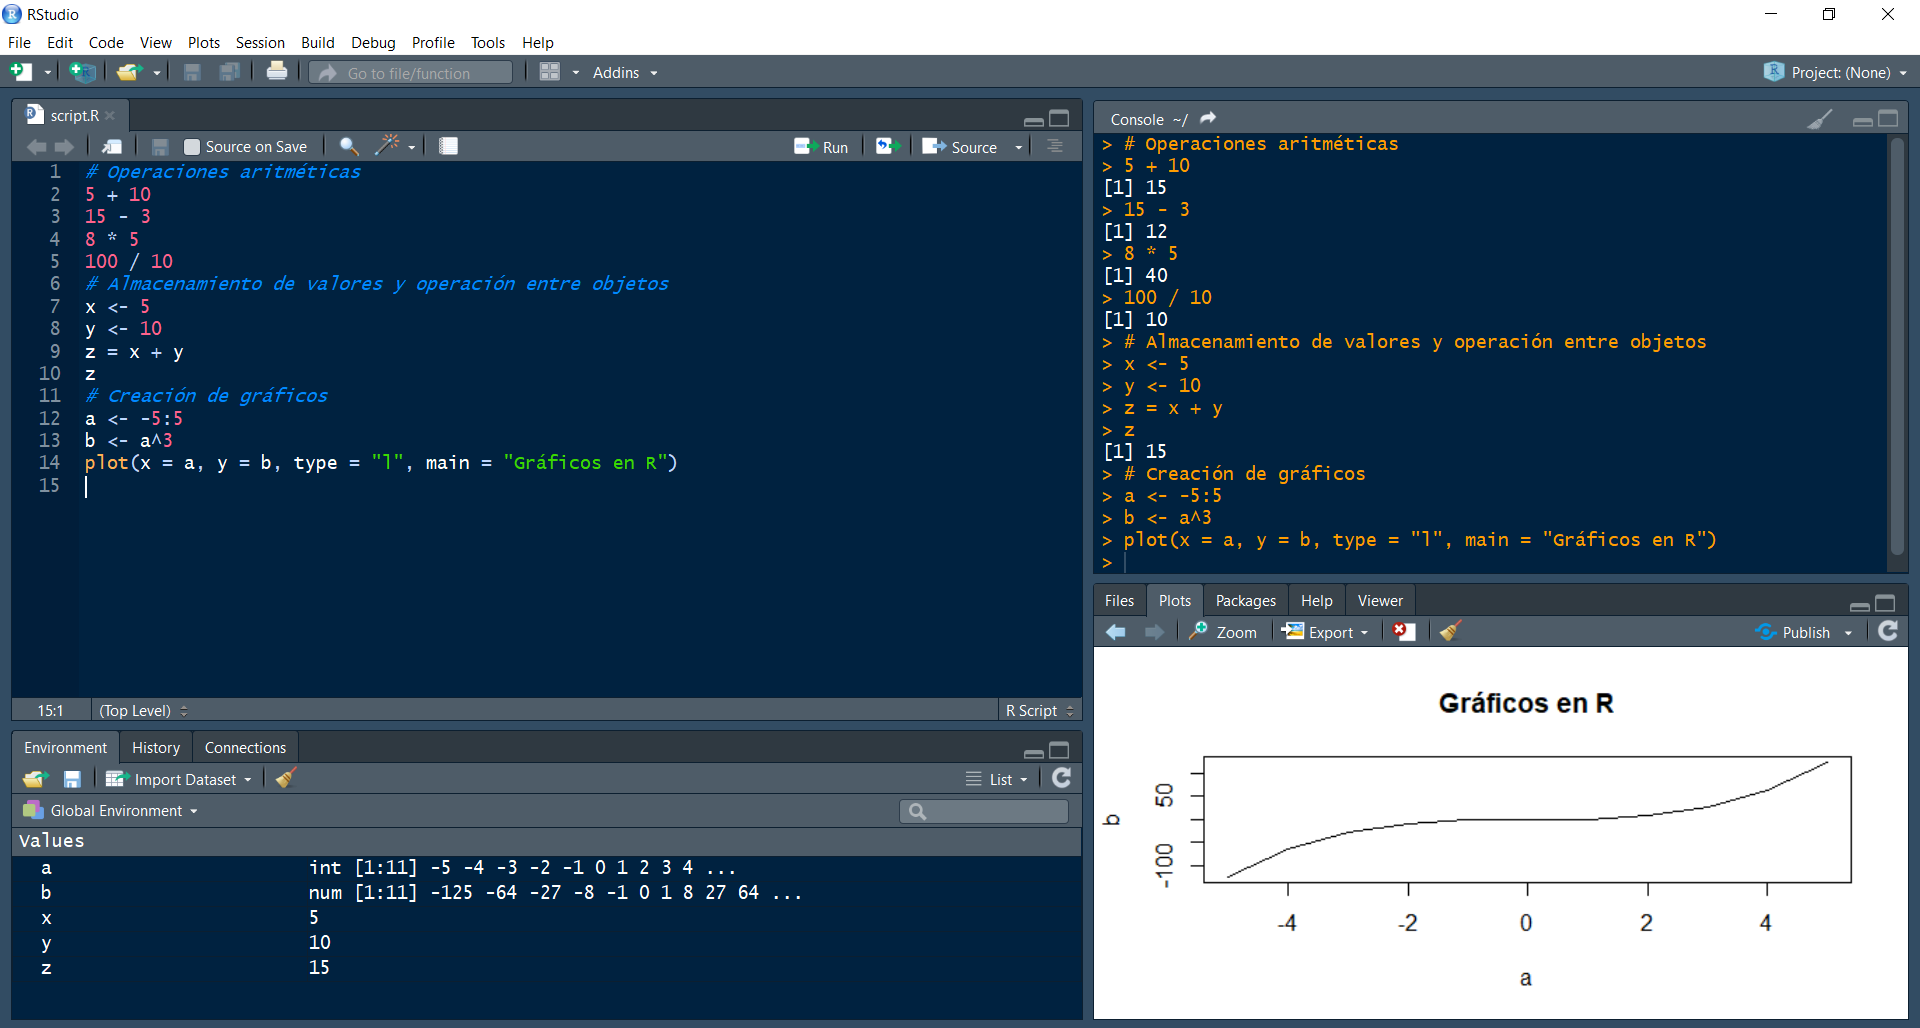 RStudio
File Edit Code View Plots Session Build Debug Profile Tools Help
Go to file/function Addins Project: (None)
script.R
Source on Save Run Source
1 # Operaciones aritméticas
2 5 + 10
3 15 - 3
4 8 * 5
5 100 / 10
6 # Almacenamiento de valores y operación entre objetos
7 x <- 5
8 y <- 10
9 z = x + y
10 z
11 # Creación de gráficos
12 a <- -5:5
13 b <- a^3
14 plot(x = a, y = b, type = "l", main = "Gráficos en R")
15
15:1 (Top Level) R Script
Environment History Connections
Import Dataset List
Global Environment
Values
a int [1:11] -5 -4 -3 -2 -1 0 1 2 3 4 ...
b num [1:11] -125 -64 -27 -8 -1 0 1 8 27 64 ...
x 5
y 10
z 15
Console ~/
> # Operaciones aritméticas
> 5 + 10
[1] 15
> 15 - 3
[1] 12
> 8 * 5
[1] 40
> 100 / 10
[1] 10
> # Almacenamiento de valores y operación entre objetos
> x <- 5
> y <- 10
> z = x + y
> z
[1] 15
> # Creación de gráficos
> a <- -5:5
> b <- a^3
> plot(x = a, y = b, type = "l", main = "Gráficos en R")
>
Files Plots Packages Help Viewer
Zoom Export Publish
Gráficos en R
b
50
-100
-4 -2 0 2 4
a